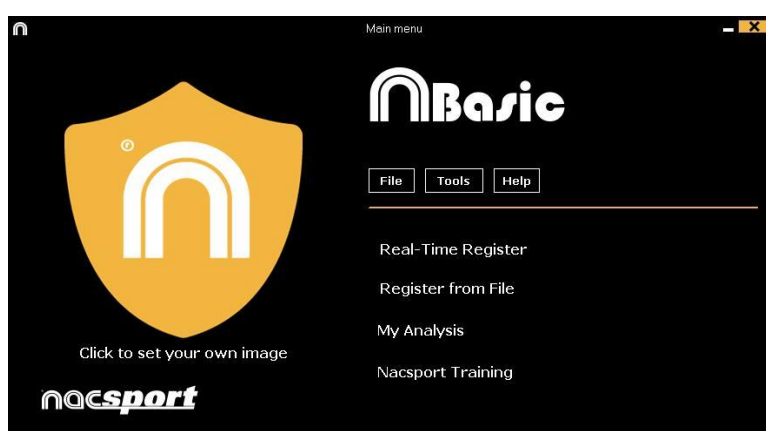 Main menu
nBasic
File Tools Help
Real-Time Register
Register from File
My Analysis
Nacsport Training
®
Click to set your own image
nacsport